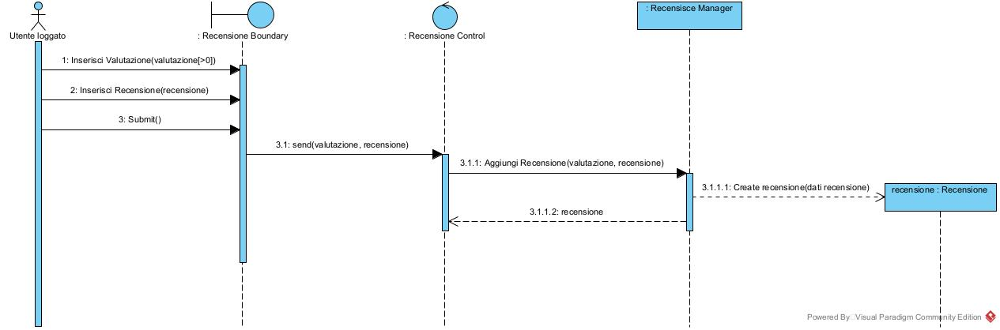 Utente loggato
: Recensione Boundary
: Recensione Control
: Recensisce Manager
1: Inserisci Valutazione(valutazione[>0])
2: Inserisci Recensione(recensione)
3: Submit()
3.1: send(valutazione, recensione)
3.1.1: Aggiungi Recensione(valutazione, recensione)
3.1.1.1: Create recensione(dati recensione)
recensione : Recensione
3.1.1.2: recensione
Powered By Visual Paradigm Community Edition